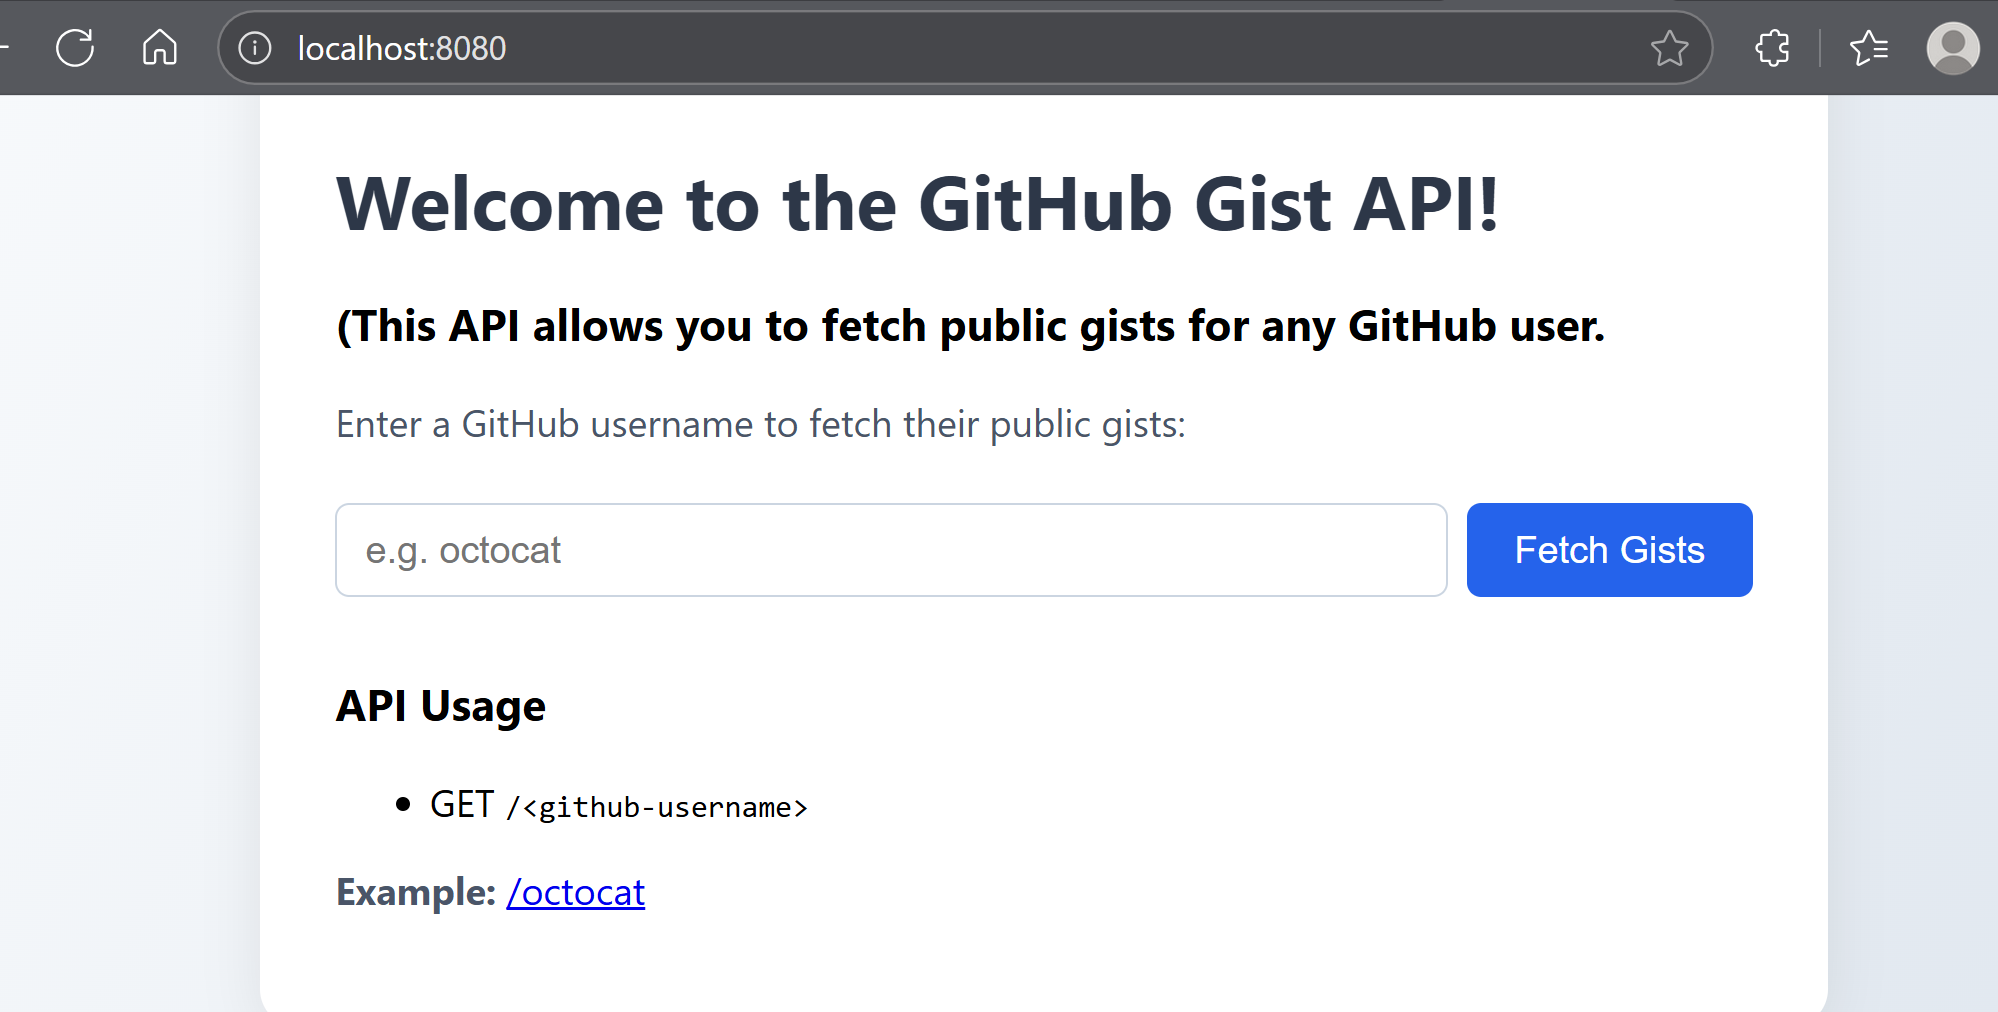 localhost:8080
Welcome to the GitHub Gist API!
(This API allows you to fetch public gists for any GitHub user.
Enter a GitHub username to fetch their public gists:
e.g. octocat
Fetch Gists
API Usage
• GET /<github-username>
Example: /octocat